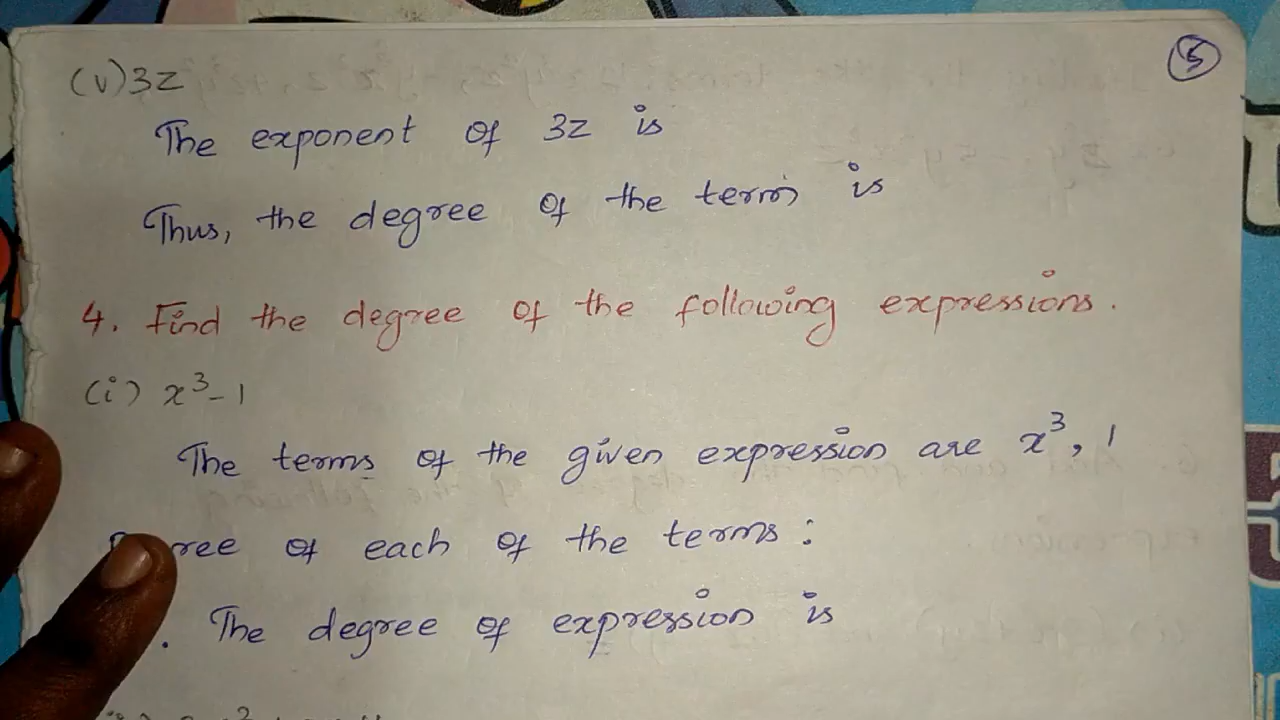 5
(v) 3z
The exponent of 3z is
Thus, the degree of the term is
4. Find the degree of the following expressions.
(i) x³-1
The terms of the given expression are x³, 1
ree of each of the terms:
. The degree of expression is